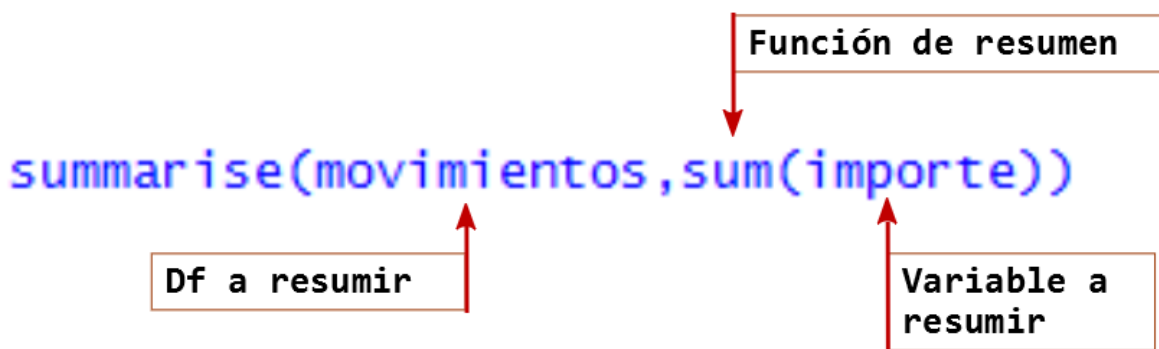 Función de resumen
summarise(movimientos,sum(importe))
Df a resumir
Variable a
resumir